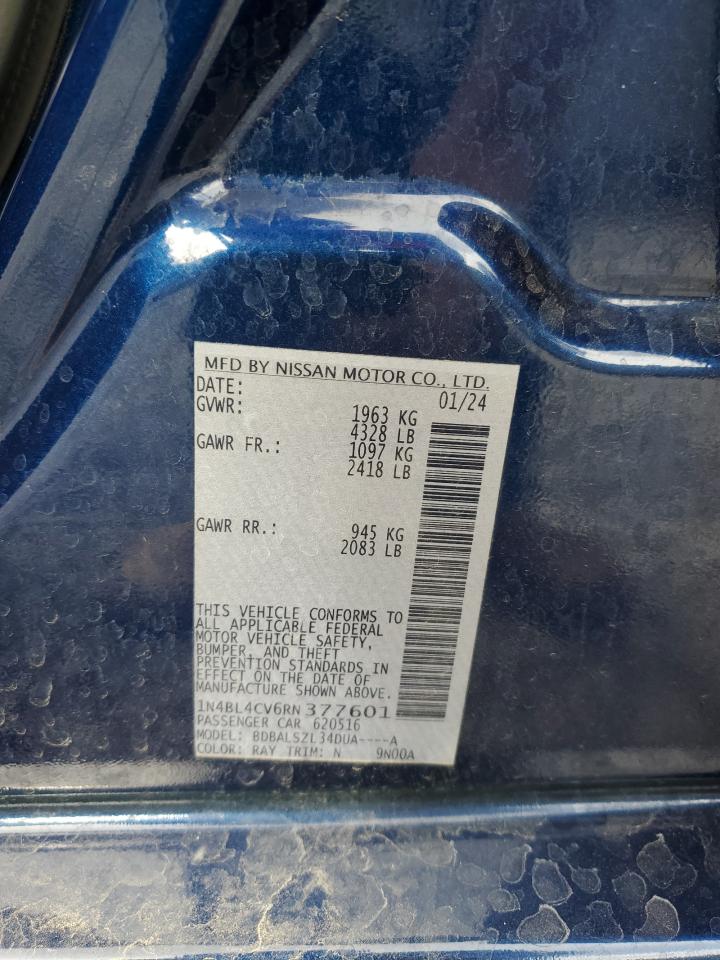 MFD BY NISSAN MOTOR CO., LTD.
DATE: 01/24
GVWR: 1963 KG
4328 LB
GAWR FR.: 1097 KG
2418 LB
GAWR RR.: 945 KG
2083 LB
THIS VEHICLE CONFORMS TO
ALL APPLICABLE FEDERAL
MOTOR VEHICLE SAFETY,
BUMPER, AND THEFT
PREVENTION STANDARDS IN
EFFECT ON THE DATE OF
MANUFACTURE SHOWN ABOVE.
1N4BL4CV6RN377601
PASSENGER CAR 620516
MODEL: BDBALSZL34DUA----A
COLOR: RAY TRIM: N 9N00A